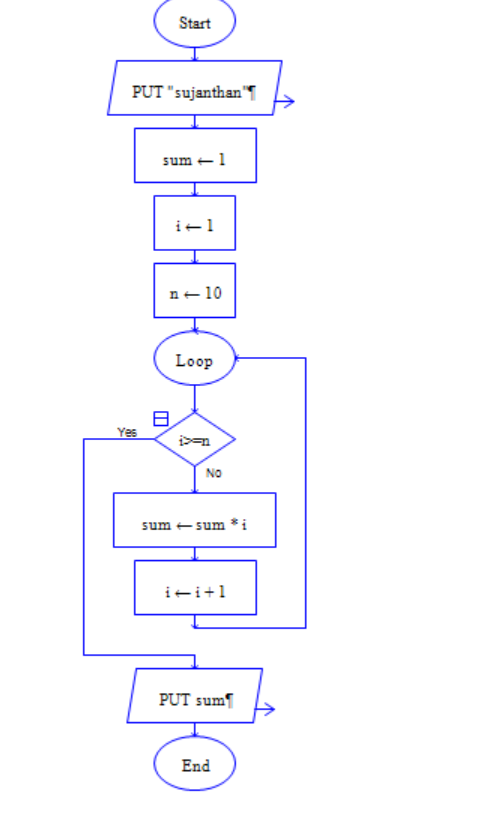 Start
PUT "sujanthan"¶
sum ← 1
i ← 1
n ← 10
Loop
Yes
i>=n
No
sum ← sum * i
i ← i + 1
PUT sum¶
End